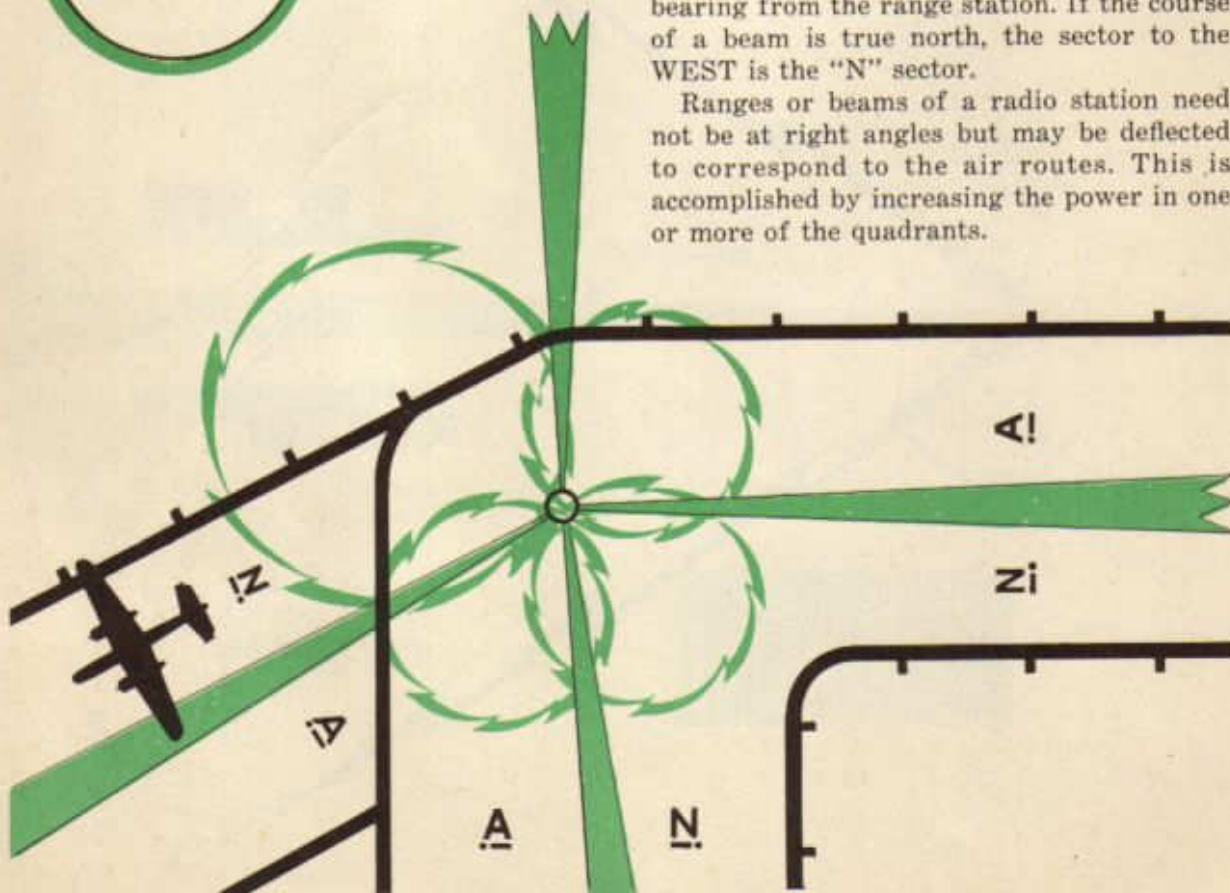 bearing from the range station. If the course
of a beam is true north, the sector to the
WEST is the “N” sector.
Ranges or beams of a radio station need
not be at right angles but may be deflected
to correspond to the air routes. This is
accomplished by increasing the power in one
or more of the quadrants.
A
N
N
A
A
N